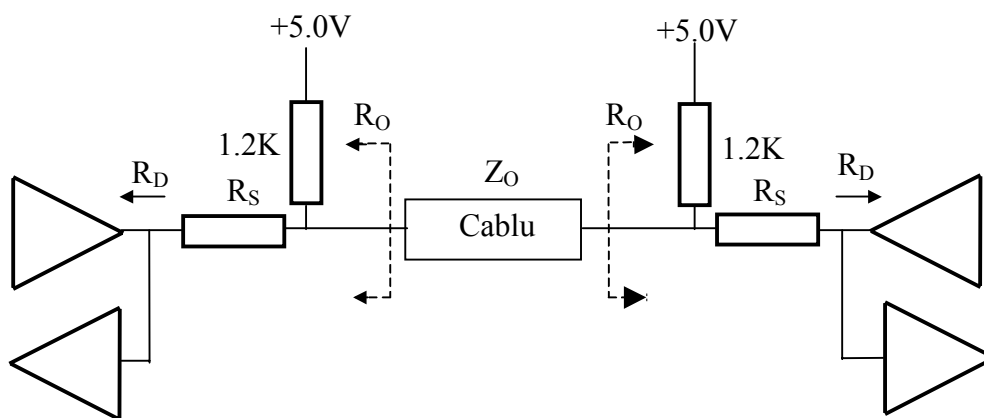 +5.0V
+5.0V
R_O
R_O
1.2K
1.2K
R_D
R_D
R_S
Z_O
R_S
Cablu